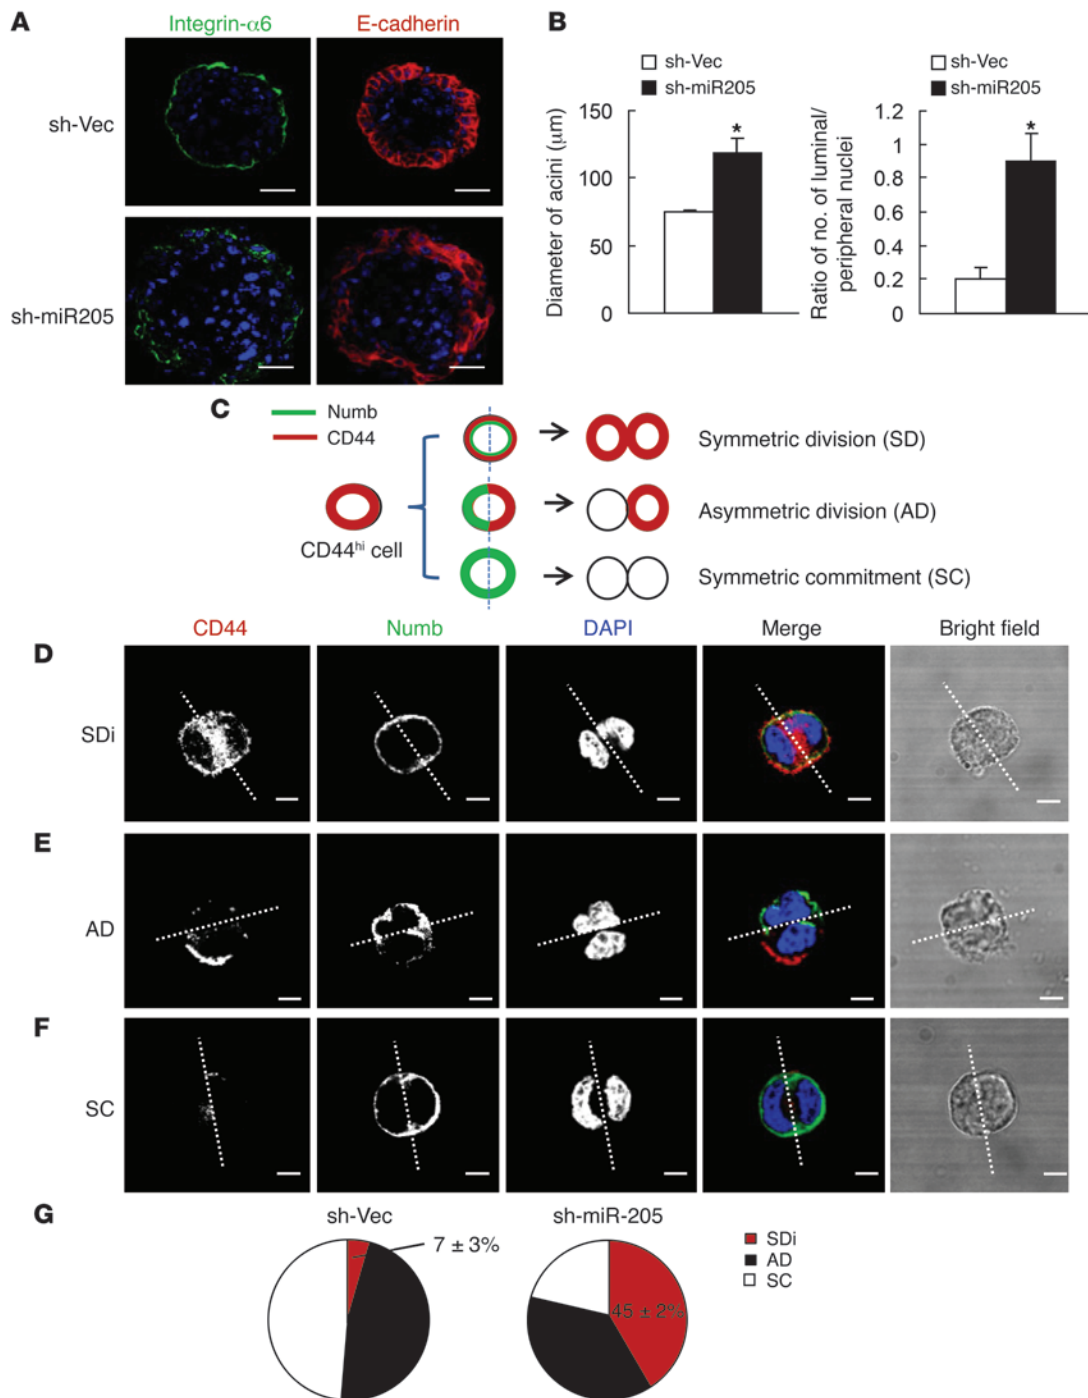 A
Integrin-α6
E-cadherin
sh-Vec
sh-miR205
B
sh-Vec
sh-miR205
Diameter of acini (μm)
150
100
50
0
*
sh-Vec
sh-miR205
Ratio of no. of luminal/
peripheral nuclei
1.2
1
0.8
0.6
0.4
0.2
0
*
C
Numb
CD44
CD44hi cell
Symmetric division (SD)
Asymmetric division (AD)
Symmetric commitment (SC)
CD44
Numb
DAPI
Merge
Bright field
D
SDi
E
AD
F
SC
G
sh-Vec
7 ± 3%
sh-miR-205
45 ± 2%
SDi
AD
SC